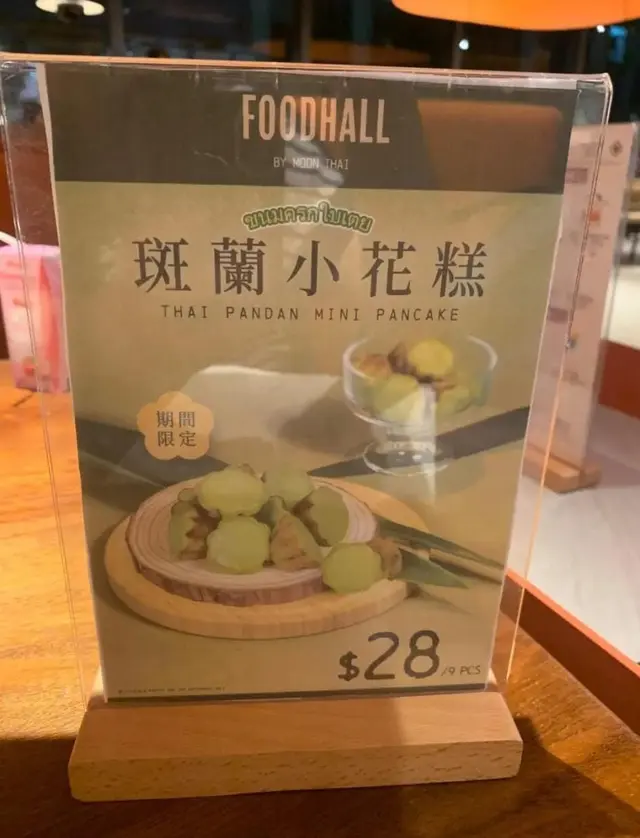 FOODHALL
BY MOON THAI
ขนมครกใบเตย
斑蘭小花糕
THAI PANDAN MINI PANCAKE
期間
限定
$28 /9 PCS